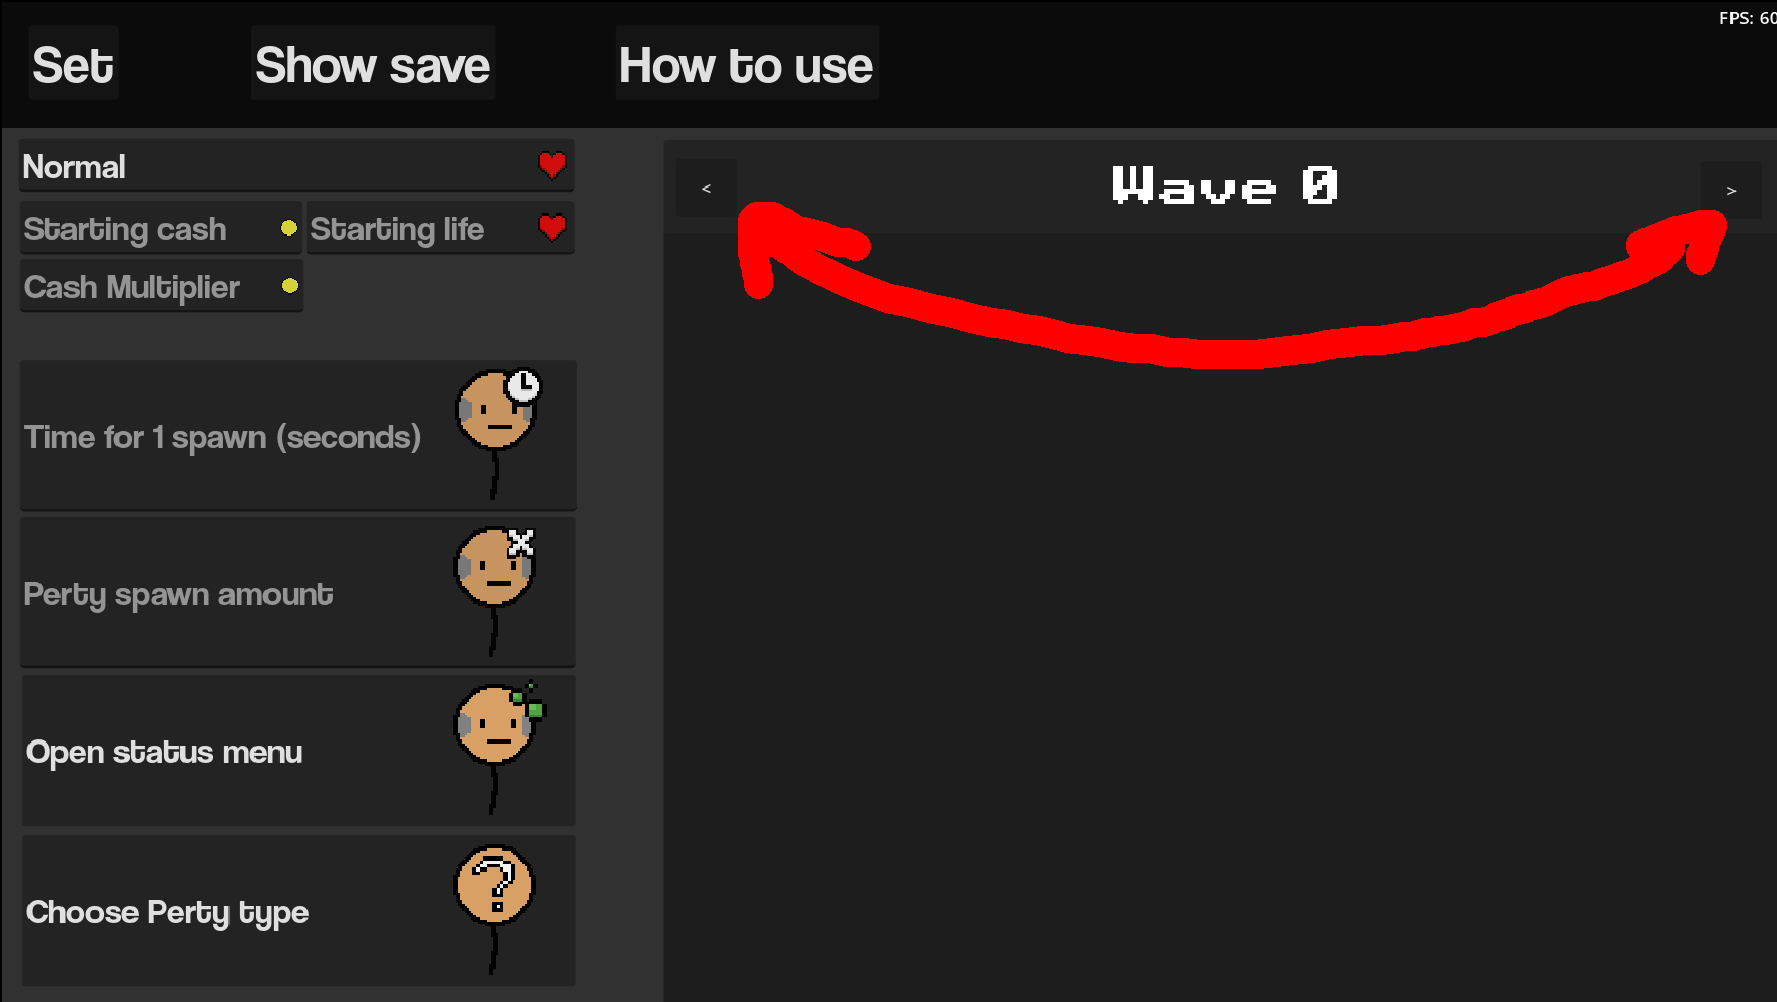 FPS: 60
Set
Show save
How to use
Normal
Starting cash
Starting life
Cash Multiplier
<
Wave 0
>
Time for 1 spawn (seconds)
Perty spawn amount
Open status menu
?
Choose Perty type